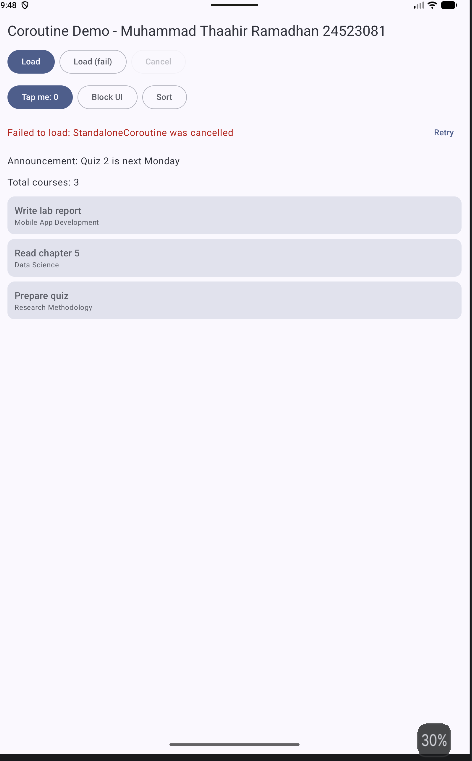 9:48
Coroutine Demo - Muhammad Thaahir Ramadhan 24523081
Load Load (fail) Cancel
Tap me: 0 Block UI Sort
Failed to load: StandaloneCoroutine was cancelled Retry
Announcement: Quiz 2 is next Monday
Total courses: 3
Write lab report
Mobile App Development
Read chapter 5
Data Science
Prepare quiz
Research Methodology
30%